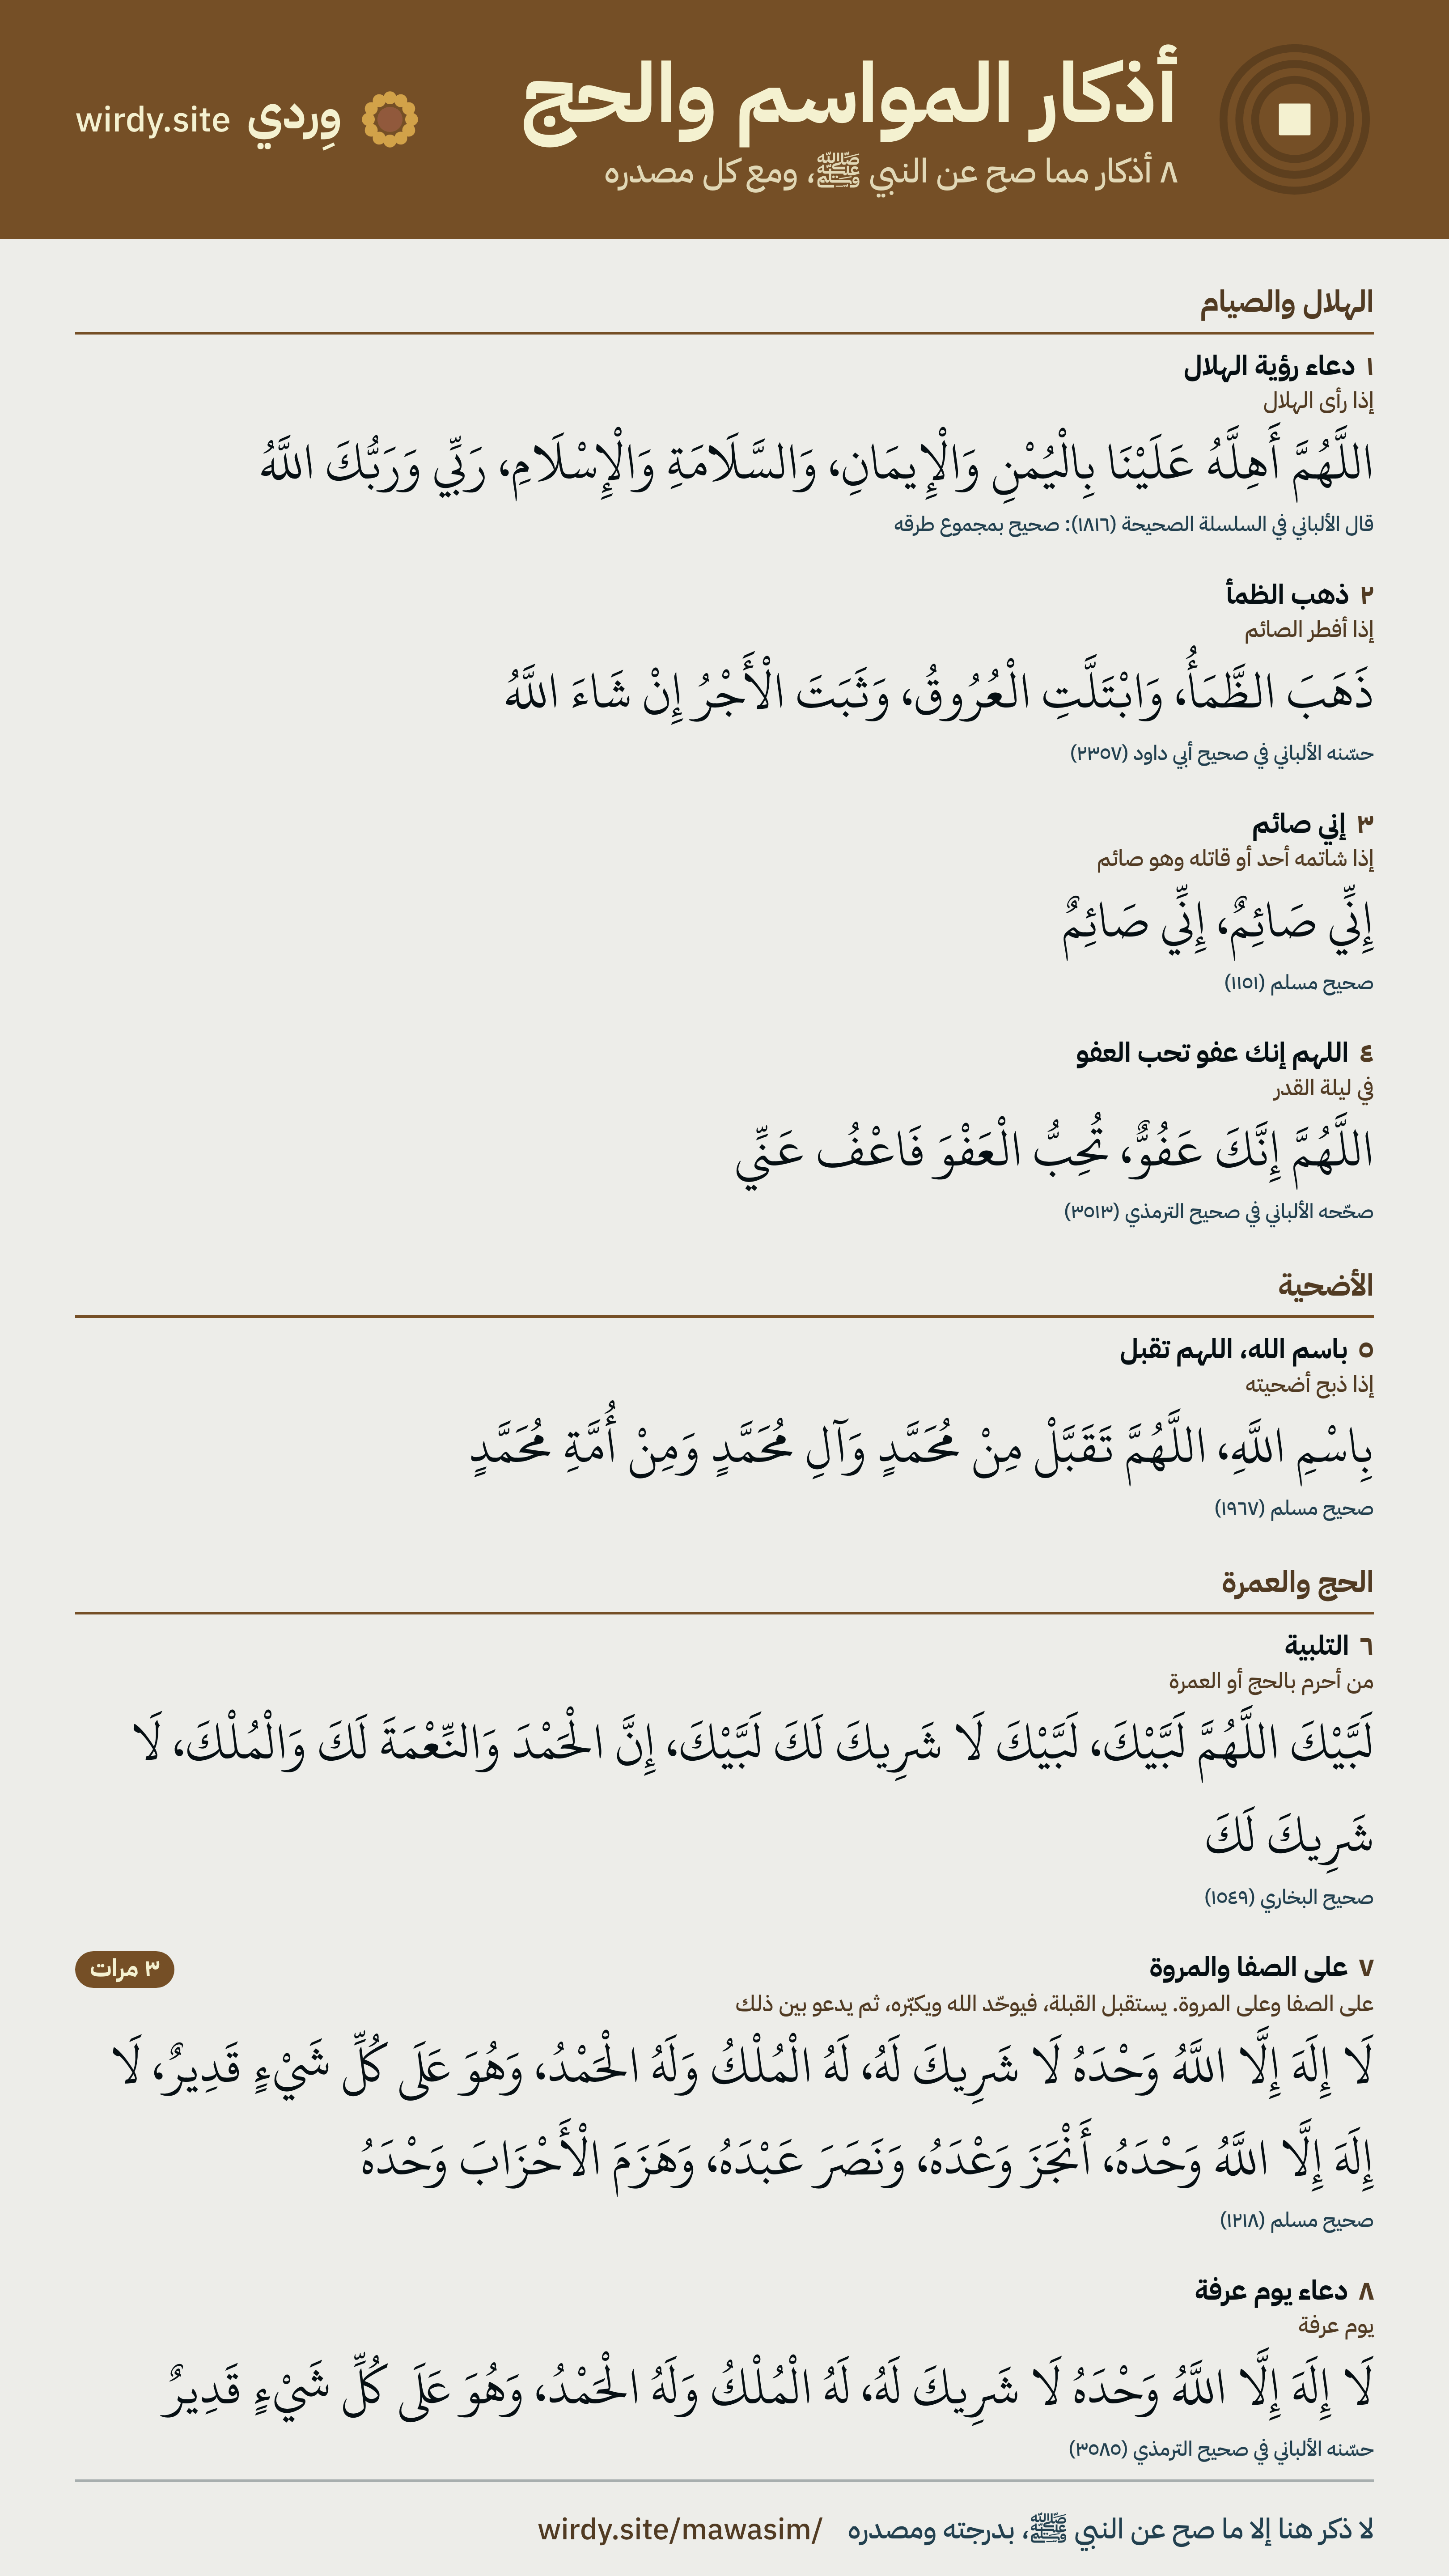 أذكار المواسم والحج
٨ أذكار مما صح عن النبي ﷺ، ومع كل مصدره
وِردي wirdy.site
الهلال والصيام
١ دعاء رؤية الهلال
إذا رأى الهلال
اللَّهُمَّ أَهِلَّهُ عَلَيْنَا بِالْيُمْنِ وَالْإِيمَانِ، وَالسَّلَامَةِ وَالْإِسْلَامِ، رَبِّي وَرَبُّكَ اللَّهُ
قال الألباني في السلسلة الصحيحة (١٨١٦): صحيح بمجموع طرقه
٢ ذهب الظمأ
إذا أفطر الصائم
ذَهَبَ الظَّمَأُ، وَابْتَلَّتِ الْعُرُوقُ، وَثَبَتَ الْأَجْرُ إِنْ شَاءَ اللَّهُ
حسّنه الألباني في صحيح أبي داود (٢٣٥٧)
٣ إني صائم
إذا شاتمه أحد أو قاتله وهو صائم
إِنِّي صَائِمٌ، إِنِّي صَائِمٌ
صحيح مسلم (١١٥١)
٤ اللهم إنك عفو تحب العفو
في ليلة القدر
اللَّهُمَّ إِنَّكَ عَفُوٌّ، تُحِبُّ الْعَفْوَ فَاعْفُ عَنِّي
صحّحه الألباني في صحيح الترمذي (٣٥١٣)
الأضحية
٥ باسم الله، اللهم تقبل
إذا ذبح أضحيته
بِاسْمِ اللَّهِ، اللَّهُمَّ تَقَبَّلْ مِنْ مُحَمَّدٍ وَآلِ مُحَمَّدٍ وَمِنْ أُمَّةِ مُحَمَّدٍ
صحيح مسلم (١٩٦٧)
الحج والعمرة
٦ التلبية
من أحرم بالحج أو العمرة
لَبَّيْكَ اللَّهُمَّ لَبَّيْكَ، لَبَّيْكَ لَا شَرِيكَ لَكَ لَبَّيْكَ، إِنَّ الْحَمْدَ وَالنِّعْمَةَ لَكَ وَالْمُلْكَ، لَا
شَرِيكَ لَكَ
صحيح البخاري (١٥٤٩)
٧ على الصفا والمروة
٣ مرات
على الصفا وعلى المروة. يستقبل القبلة، فيوحّد الله ويكبّره، ثم يدعو بين ذلك
لَا إِلَهَ إِلَّا اللَّهُ وَحْدَهُ لَا شَرِيكَ لَهُ، لَهُ الْمُلْكُ وَلَهُ الْحَمْدُ، وَهُوَ عَلَى كُلِّ شَيْءٍ قَدِيرٌ، لَا
إِلَهَ إِلَّا اللَّهُ وَحْدَهُ، أَنْجَزَ وَعْدَهُ، وَنَصَرَ عَبْدَهُ، وَهَزَمَ الْأَحْزَابَ وَحْدَهُ
صحيح مسلم (١٢١٨)
٨ دعاء يوم عرفة
يوم عرفة
لَا إِلَهَ إِلَّا اللَّهُ وَحْدَهُ لَا شَرِيكَ لَهُ، لَهُ الْمُلْكُ وَلَهُ الْحَمْدُ، وَهُوَ عَلَى كُلِّ شَيْءٍ قَدِيرٌ
حسّنه الألباني في صحيح الترمذي (٣٥٨٥)
لا ذكر هنا إلا ما صح عن النبي ﷺ، بدرجته ومصدره wirdy.site/mawasim/